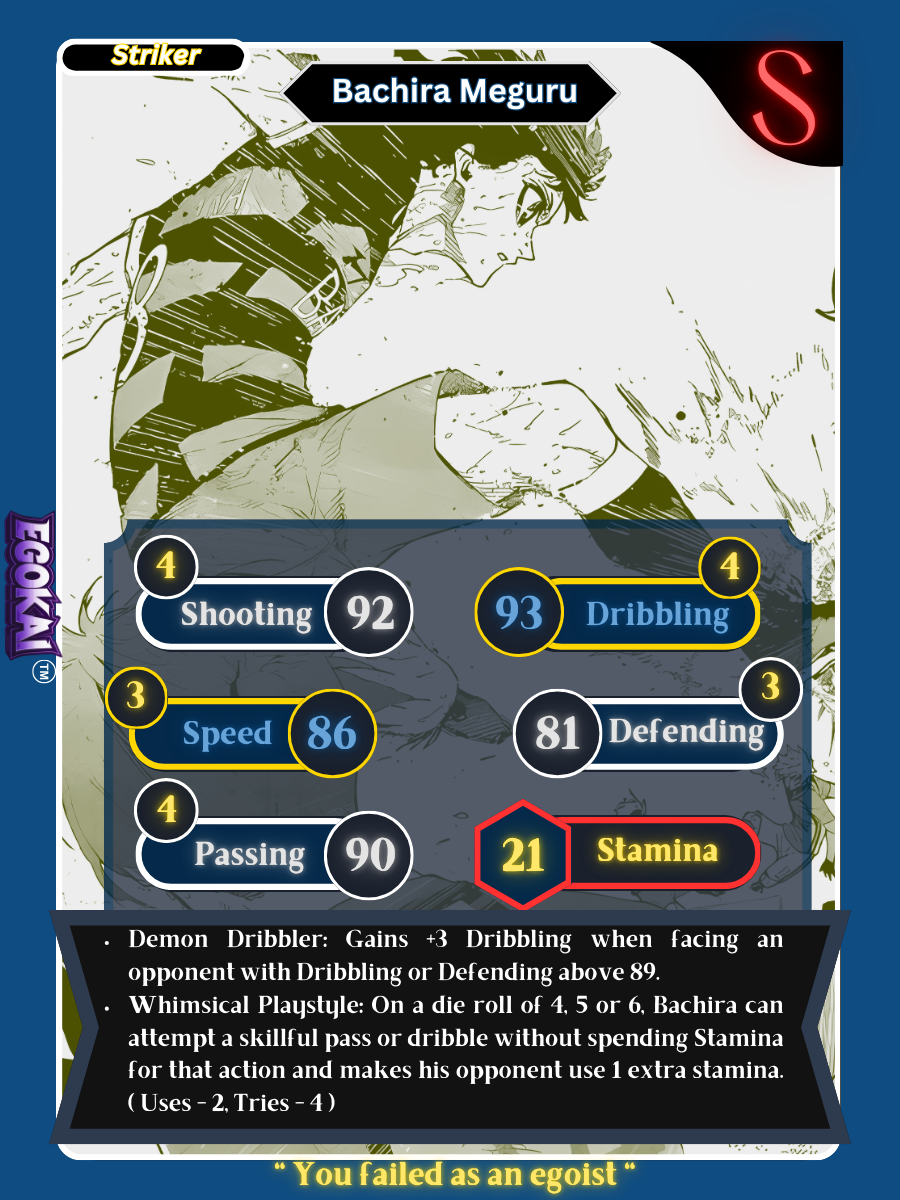 Striker
Bachira Meguru
S
4
Shooting 92
4
93 Dribbling
3
Speed 86
3
81 Defending
4
Passing 90
21 Stamina
EGOKAI
TM
• Demon Dribbler: Gains +3 Dribbling when facing an
opponent with Dribbling or Defending above 89.
• Whimsical Playstyle: On a die roll of 4, 5 or 6, Bachira can
attempt a skillful pass or dribble without spending Stamina
for that action and makes his opponent use 1 extra stamina.
( Uses - 2, Tries - 4 )
“ You failed as an egoist “